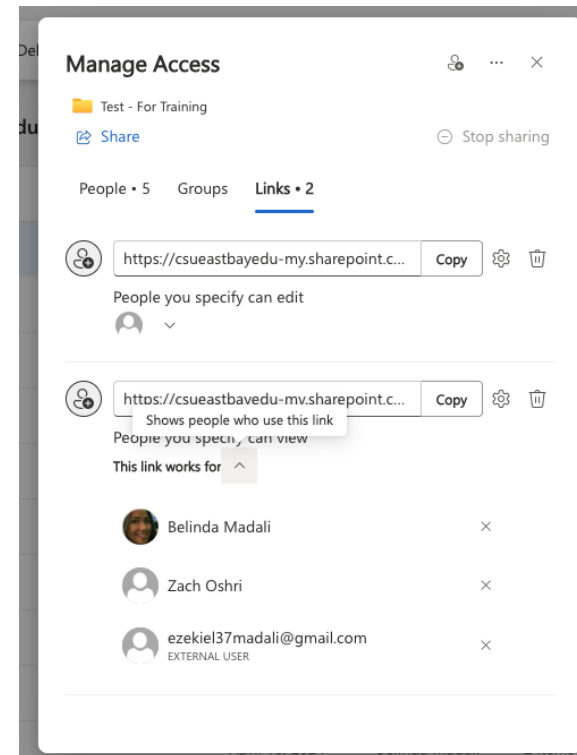 Del
Manage Access
Test - For Training
du
Share
Stop sharing
People • 5
Groups
Links • 2
https://csueastbayedu-my.sharepoint.c...
Copy
People you specify can edit
https://csueastbayedu-my.sharepoint.c...
Copy
Shows people who use this link
People you specify can view
This link works for
Belinda Madali
Zach Oshri
ezekiel37madali@gmail.com
EXTERNAL USER